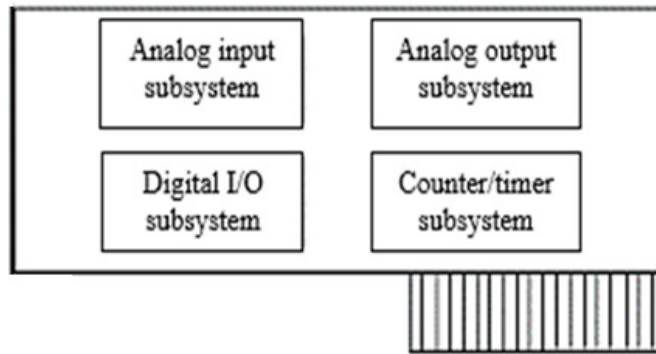 Analog input
subsystem
Analog output
subsystem
Digital I/O
subsystem
Counter/timer
subsystem